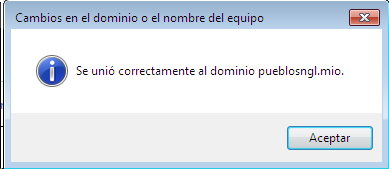 Cambios en el dominio o el nombre del equipo
Se unió correctamente al dominio pueblosngl.mio.
Aceptar